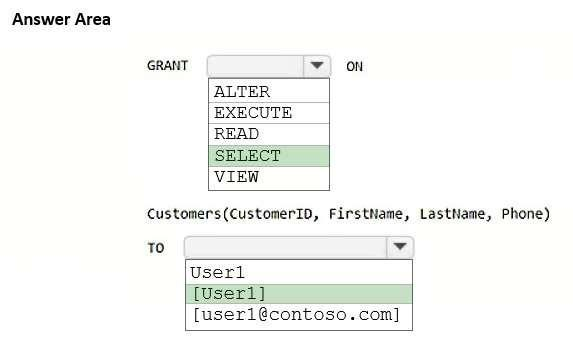 Answer Area
GRANT ON
ALTER
EXECUTE
READ
SELECT
VIEW
Customers(CustomerID, FirstName, LastName, Phone)
TO
User1
[User1]
[user1@contoso.com]